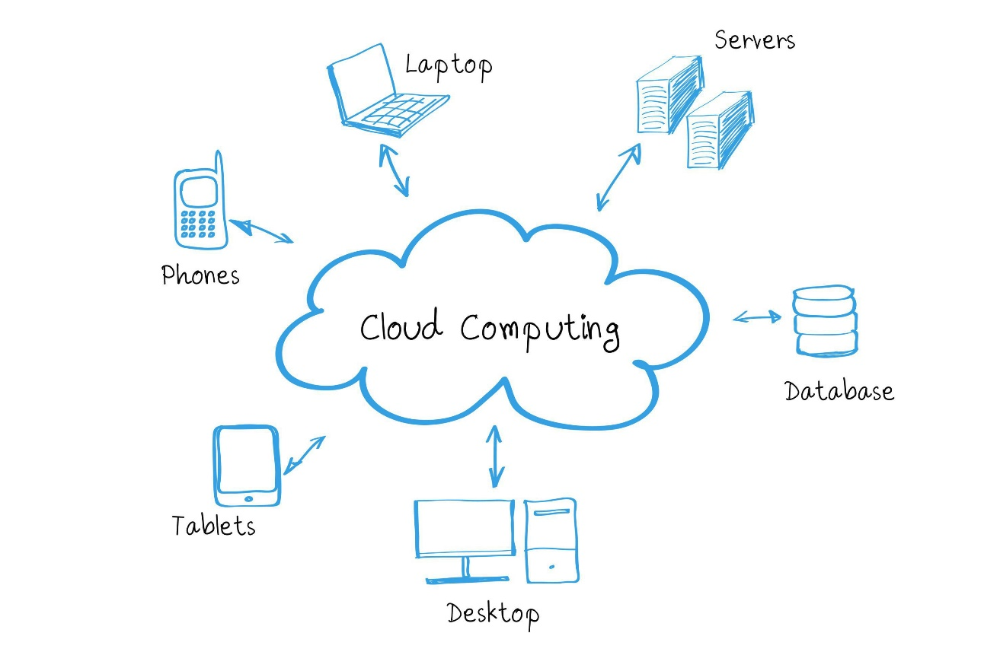 Servers
Laptop
Phones
Cloud Computing
Database
Tablets
Desktop